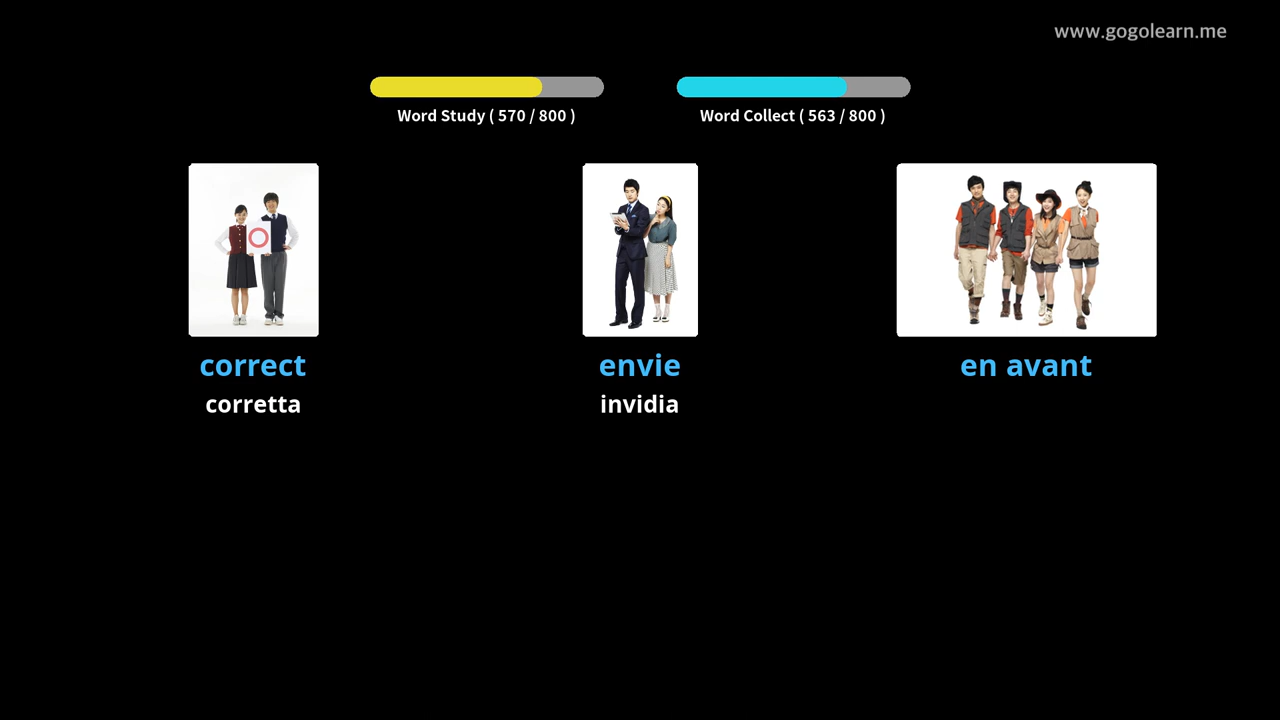 www.gogolearn.me
Word Study ( 570 / 800 )
Word Collect ( 563 / 800 )
correct
corretta
envie
invidia
en avant